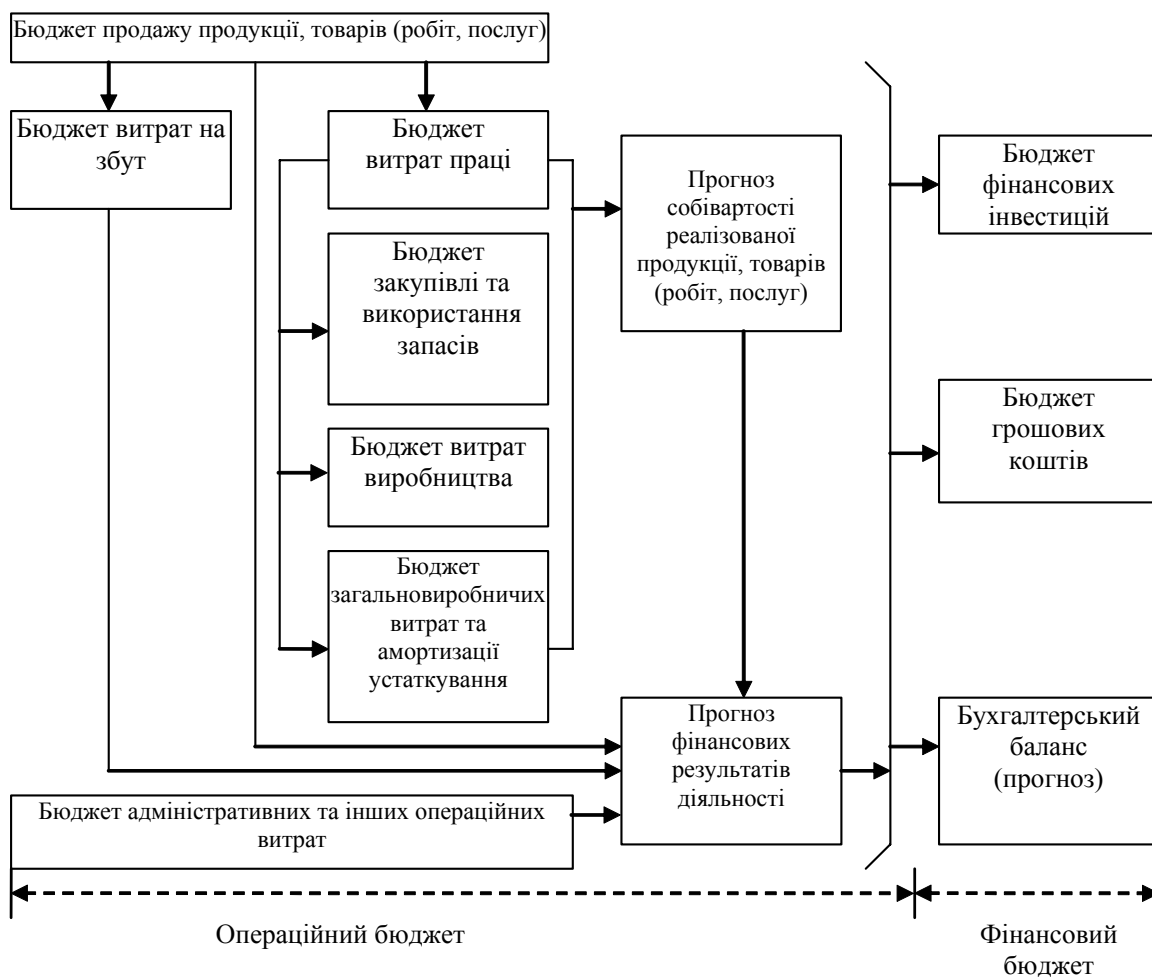 Бюджет продажу продукції, товарів (робіт, послуг)
Бюджет витрат на
збут
Бюджет
витрат праці
Бюджет
закупівлі та
використання
запасів
Бюджет витрат
виробництва
Бюджет
загальновиробничих
витрат та
амортизації
устаткування
Прогноз
собівартості
реалізованої
продукції, товарів
(робіт, послуг)
Прогноз
фінансових
результатів
діяльності
Бюджет адміністративних та інших операційних
витрат
Бюджет
фінансових
інвестицій
Бюджет
грошових
коштів
Бухгалтерський
баланс
(прогноз)
Операційний бюджет
Фінансовий
бюджет